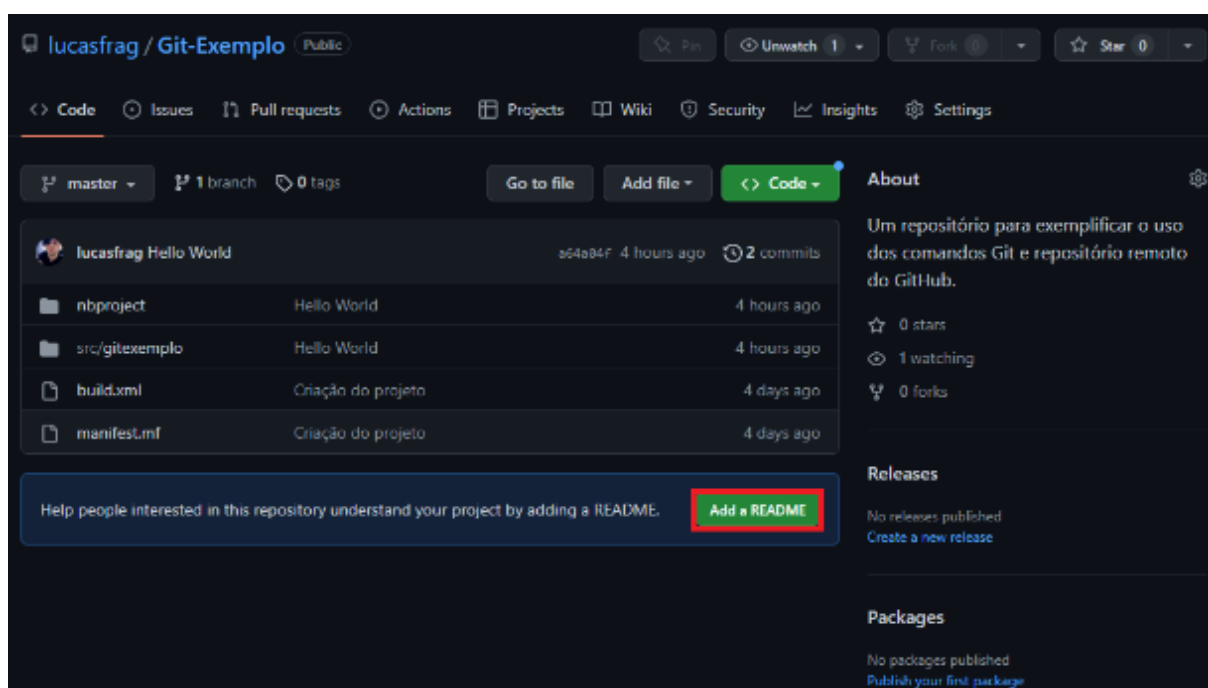 lucasfrag / Git-Exemplo Public
Pin Unwatch 1 Fork 0 Star 0
<> Code Issues Pull requests Actions Projects Wiki Security Insights Settings
master 1 branch 0 tags Go to file Add file <> Code
lucasfrag Hello World a64a04f 4 hours ago 2 commits
nbproject Hello World 4 hours ago
src/gitexemplo Hello World 4 hours ago
build.xml Criação do projeto 4 days ago
manifest.mf Criação do projeto 4 days ago
Help people interested in this repository understand your project by adding a README. Add a README
About
Um repositório para exemplificar o uso
dos comandos Git e repositório remoto
do GitHub.
0 stars
1 watching
0 forks
Releases
No releases published
Create a new release
Packages
No packages published
Publish your first package